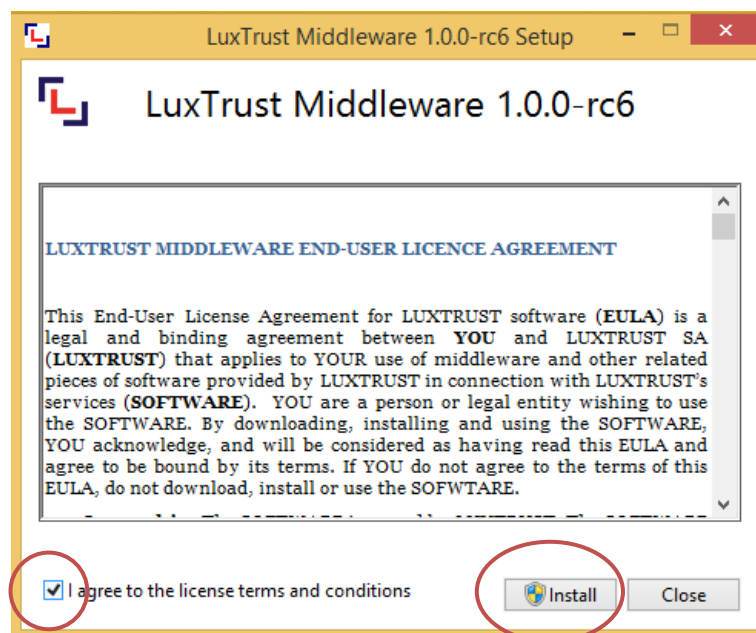 LuxTrust Middleware 1.0.0-rc6 Setup
LuxTrust Middleware 1.0.0-rc6
LUXTRUST MIDDLEWARE END-USER LICENCE AGREEMENT
This End-User License Agreement for LUXTRUST software (EULA) is a
legal and binding agreement between YOU and LUXTRUST SA
(LUXTRUST) that applies to YOUR use of middleware and other related
pieces of software provided by LUXTRUST in connection with LUXTRUST's
services (SOFTWARE). YOU are a person or legal entity wishing to use
the SOFTWARE. By downloading, installing and using the SOFTWARE,
YOU acknowledge, and will be considered as having read this EULA and
agree to be bound by its terms. If YOU do not agree to the terms of this
EULA, do not download, install or use the SOFWTARE.
I agree to the license terms and conditions
Install
Close